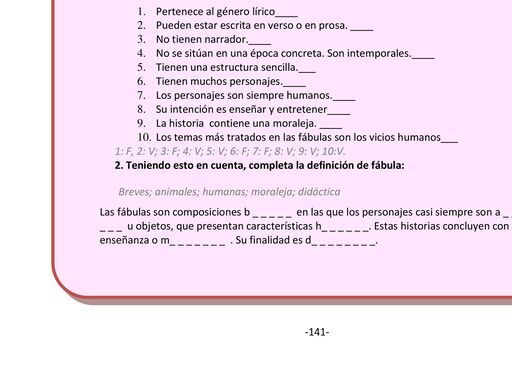 1. Pertenece al género lírico____
2. Pueden estar escrita en verso o en prosa. ____
3. No tienen narrador.____
4. No se sitúan en una época concreta. Son intemporales.____
5. Tienen una estructura sencilla.___
6. Tienen muchos personajes.____
7. Los personajes son siempre humanos.____
8. Su intención es enseñar y entretener____
9. La historia contiene una moraleja. ____
10. Los temas más tratados en las fábulas son los vicios humanos___
1: F, 2: V; 3: F; 4: V; 5: V; 6: F; 7: F; 8: V; 9: V; 10:V.
2. Teniendo esto en cuenta, completa la definición de fábula:
Breves; animales; humanas; moraleja; didáctica
Las fábulas son composiciones b _ _ _ _ _ en las que los personajes casi siempre son a _
_ _ _ u objetos, que presentan características h_ _ _ _ _ _. Estas historias concluyen con
enseñanza o m_ _ _ _ _ _ _ . Su finalidad es d_ _ _ _ _ _ _ _.
-141-